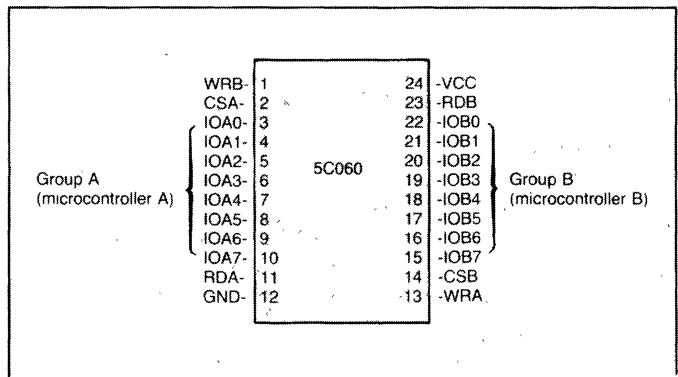 WRB- 1 24 -VCC
CSA- 2 23 -RDB
IOA0- 3 22 -IOB0
IOA1- 4 21 -IOB1
IOA2- 5 20 -IOB2
5C060
IOA3- 6 19 -IOB3
Group A
Group B
IOA4- 7 18 -IOB4
(microcontroller A)
(microcontroller B)
IOA5- 8 17 -IOB5
IOA6- 9 16 -IOB6
IOA7- 10 15 -IOB7
RDA- 11 14 -CSB
GND- 12 13 -WRA